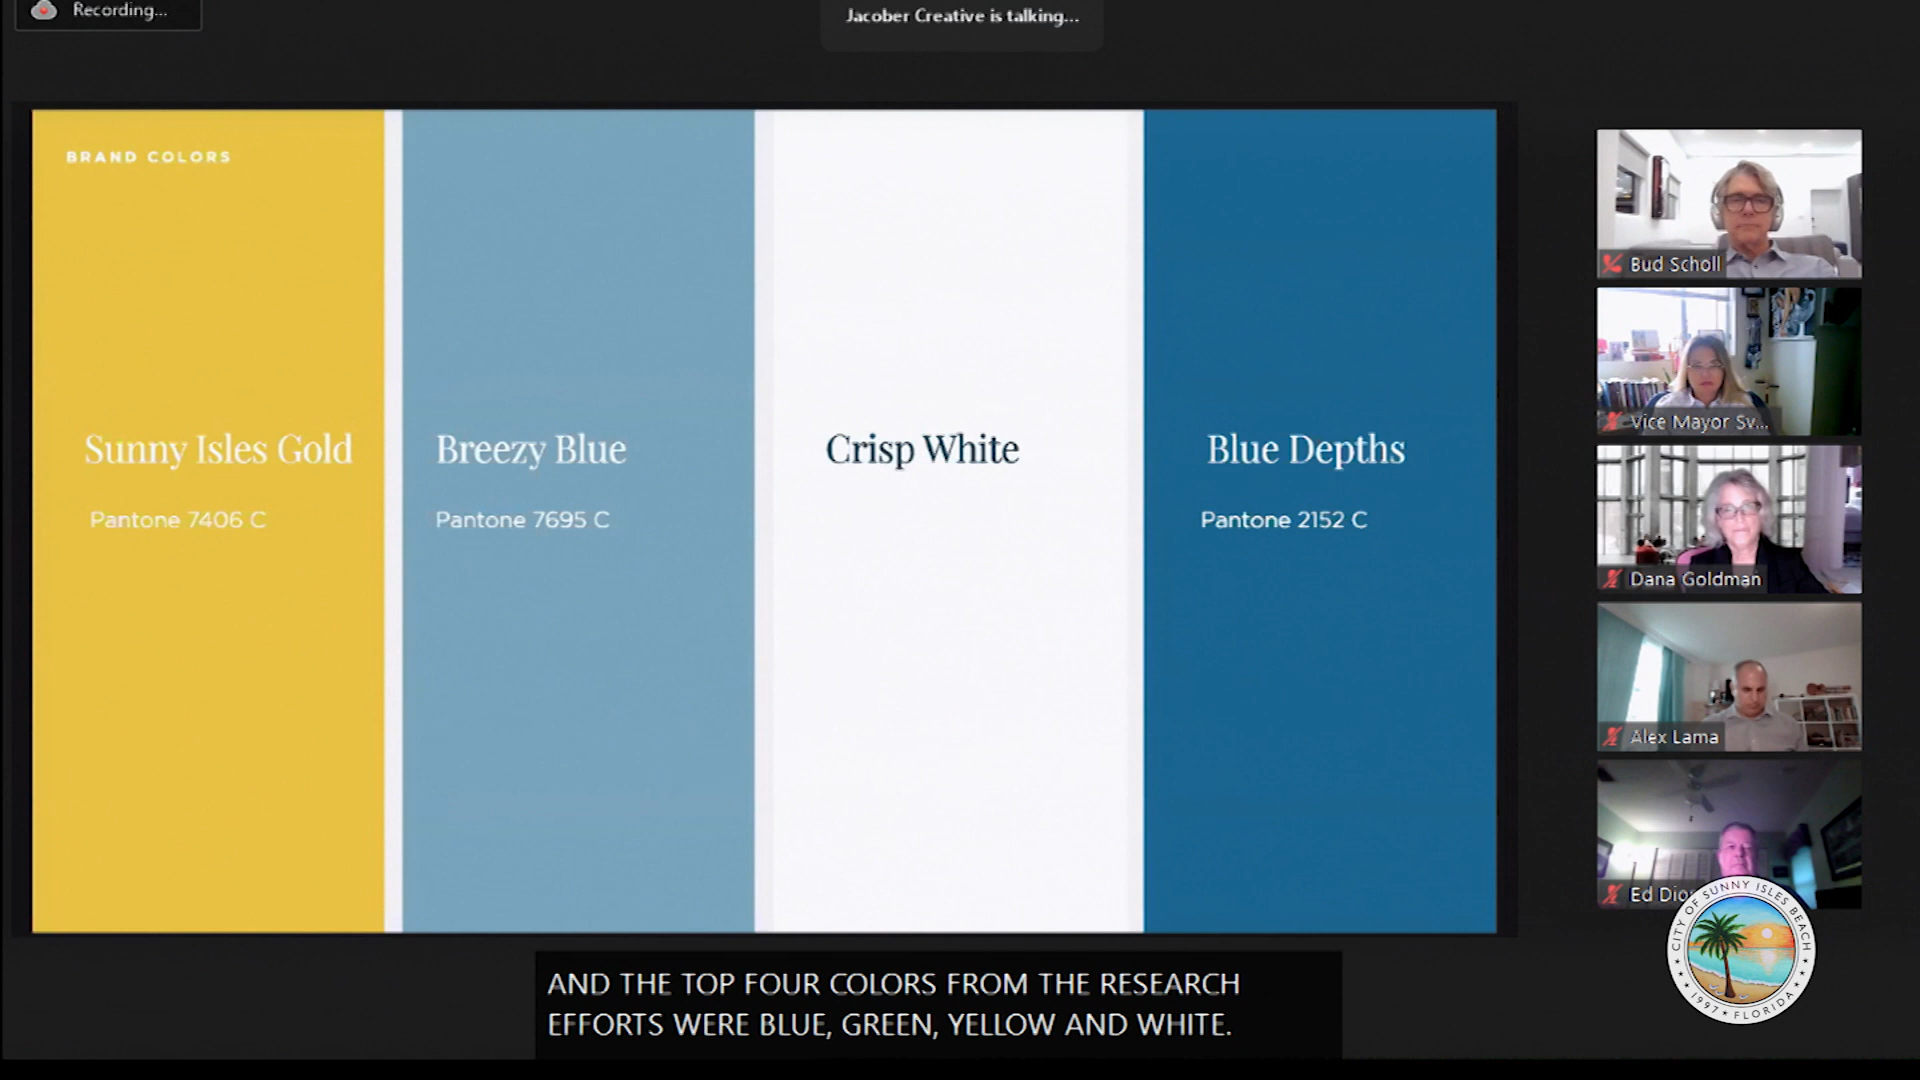 Recording...
Jacober Creative is talking...
BRAND COLORS
Sunny Isles Gold
Pantone 7406 C
Breezy Blue
Pantone 7695 C
Crisp White
Blue Depths
Pantone 2152 C
Bud Scholl
Vice Mayor Sv...
Dana Goldman
Alex Lama
Ed
CITY OF SUNNY ISLES BEACH
1997 FLORIDA
AND THE TOP FOUR COLORS FROM THE RESEARCH
EFFORTS WERE BLUE, GREEN, YELLOW AND WHITE.